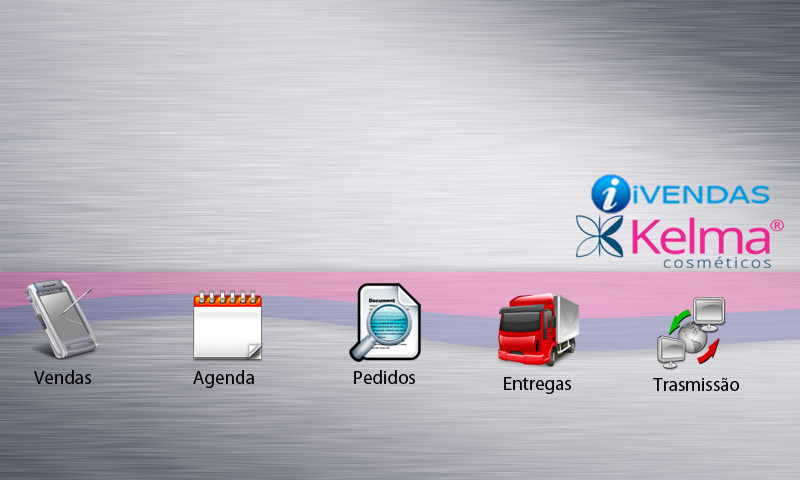 iVENDAS
Kelma®
cosméticos
Document
Vendas
Agenda
Pedidos
Entregas
Trasmissão